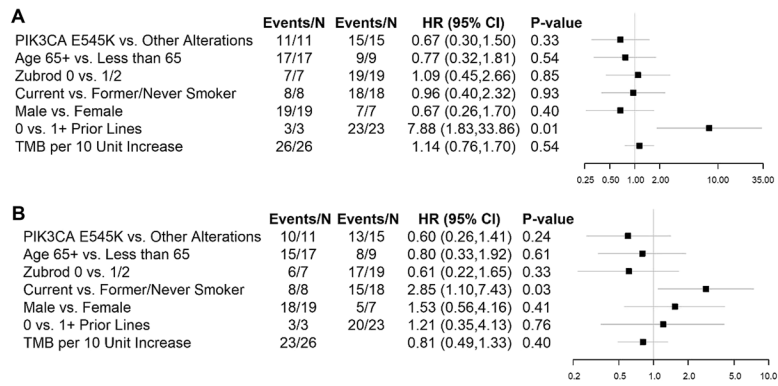 A
Events/N Events/N HR (95% CI) P-value
PIK3CA E545K vs. Other Alterations 11/11 15/15 0.67 (0.30,1.50) 0.33
Age 65+ vs. Less than 65 17/17 9/9 0.77 (0.32,1.81) 0.54
Zubrod 0 vs. 1/2 7/7 19/19 1.09 (0.45,2.66) 0.85
Current vs. Former/Never Smoker 8/8 18/18 0.96 (0.40,2.32) 0.93
Male vs. Female 19/19 7/7 0.67 (0.26,1.70) 0.40
0 vs. 1+ Prior Lines 3/3 23/23 7.88 (1.83,33.86) 0.01
TMB per 10 Unit Increase 26/26 1.14 (0.76,1.70) 0.54
0.25 0.50 1.00 2.00 10.00 35.00
B
Events/N Events/N HR (95% CI) P-value
PIK3CA E545K vs. Other Alterations 10/11 13/15 0.60 (0.26,1.41) 0.24
Age 65+ vs. Less than 65 15/17 8/9 0.80 (0.33,1.92) 0.61
Zubrod 0 vs. 1/2 6/7 17/19 0.61 (0.22,1.65) 0.33
Current vs. Former/Never Smoker 8/8 15/18 2.85 (1.10,7.43) 0.03
Male vs. Female 18/19 5/7 1.53 (0.56,4.16) 0.41
0 vs. 1+ Prior Lines 3/3 20/23 1.21 (0.35,4.13) 0.76
TMB per 10 Unit Increase 23/26 0.81 (0.49,1.33) 0.40
0.2 0.5 1.0 2.0 5.0 10.0